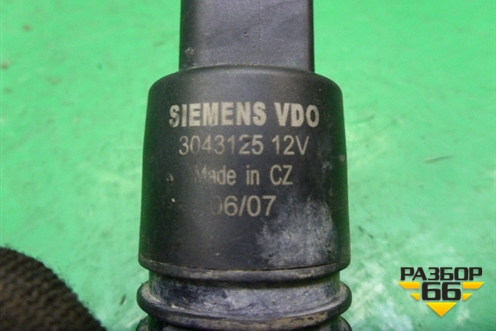 SIEMENS VDO
3043125 12V
Made in CZ
06/07
РАЗБОР
66